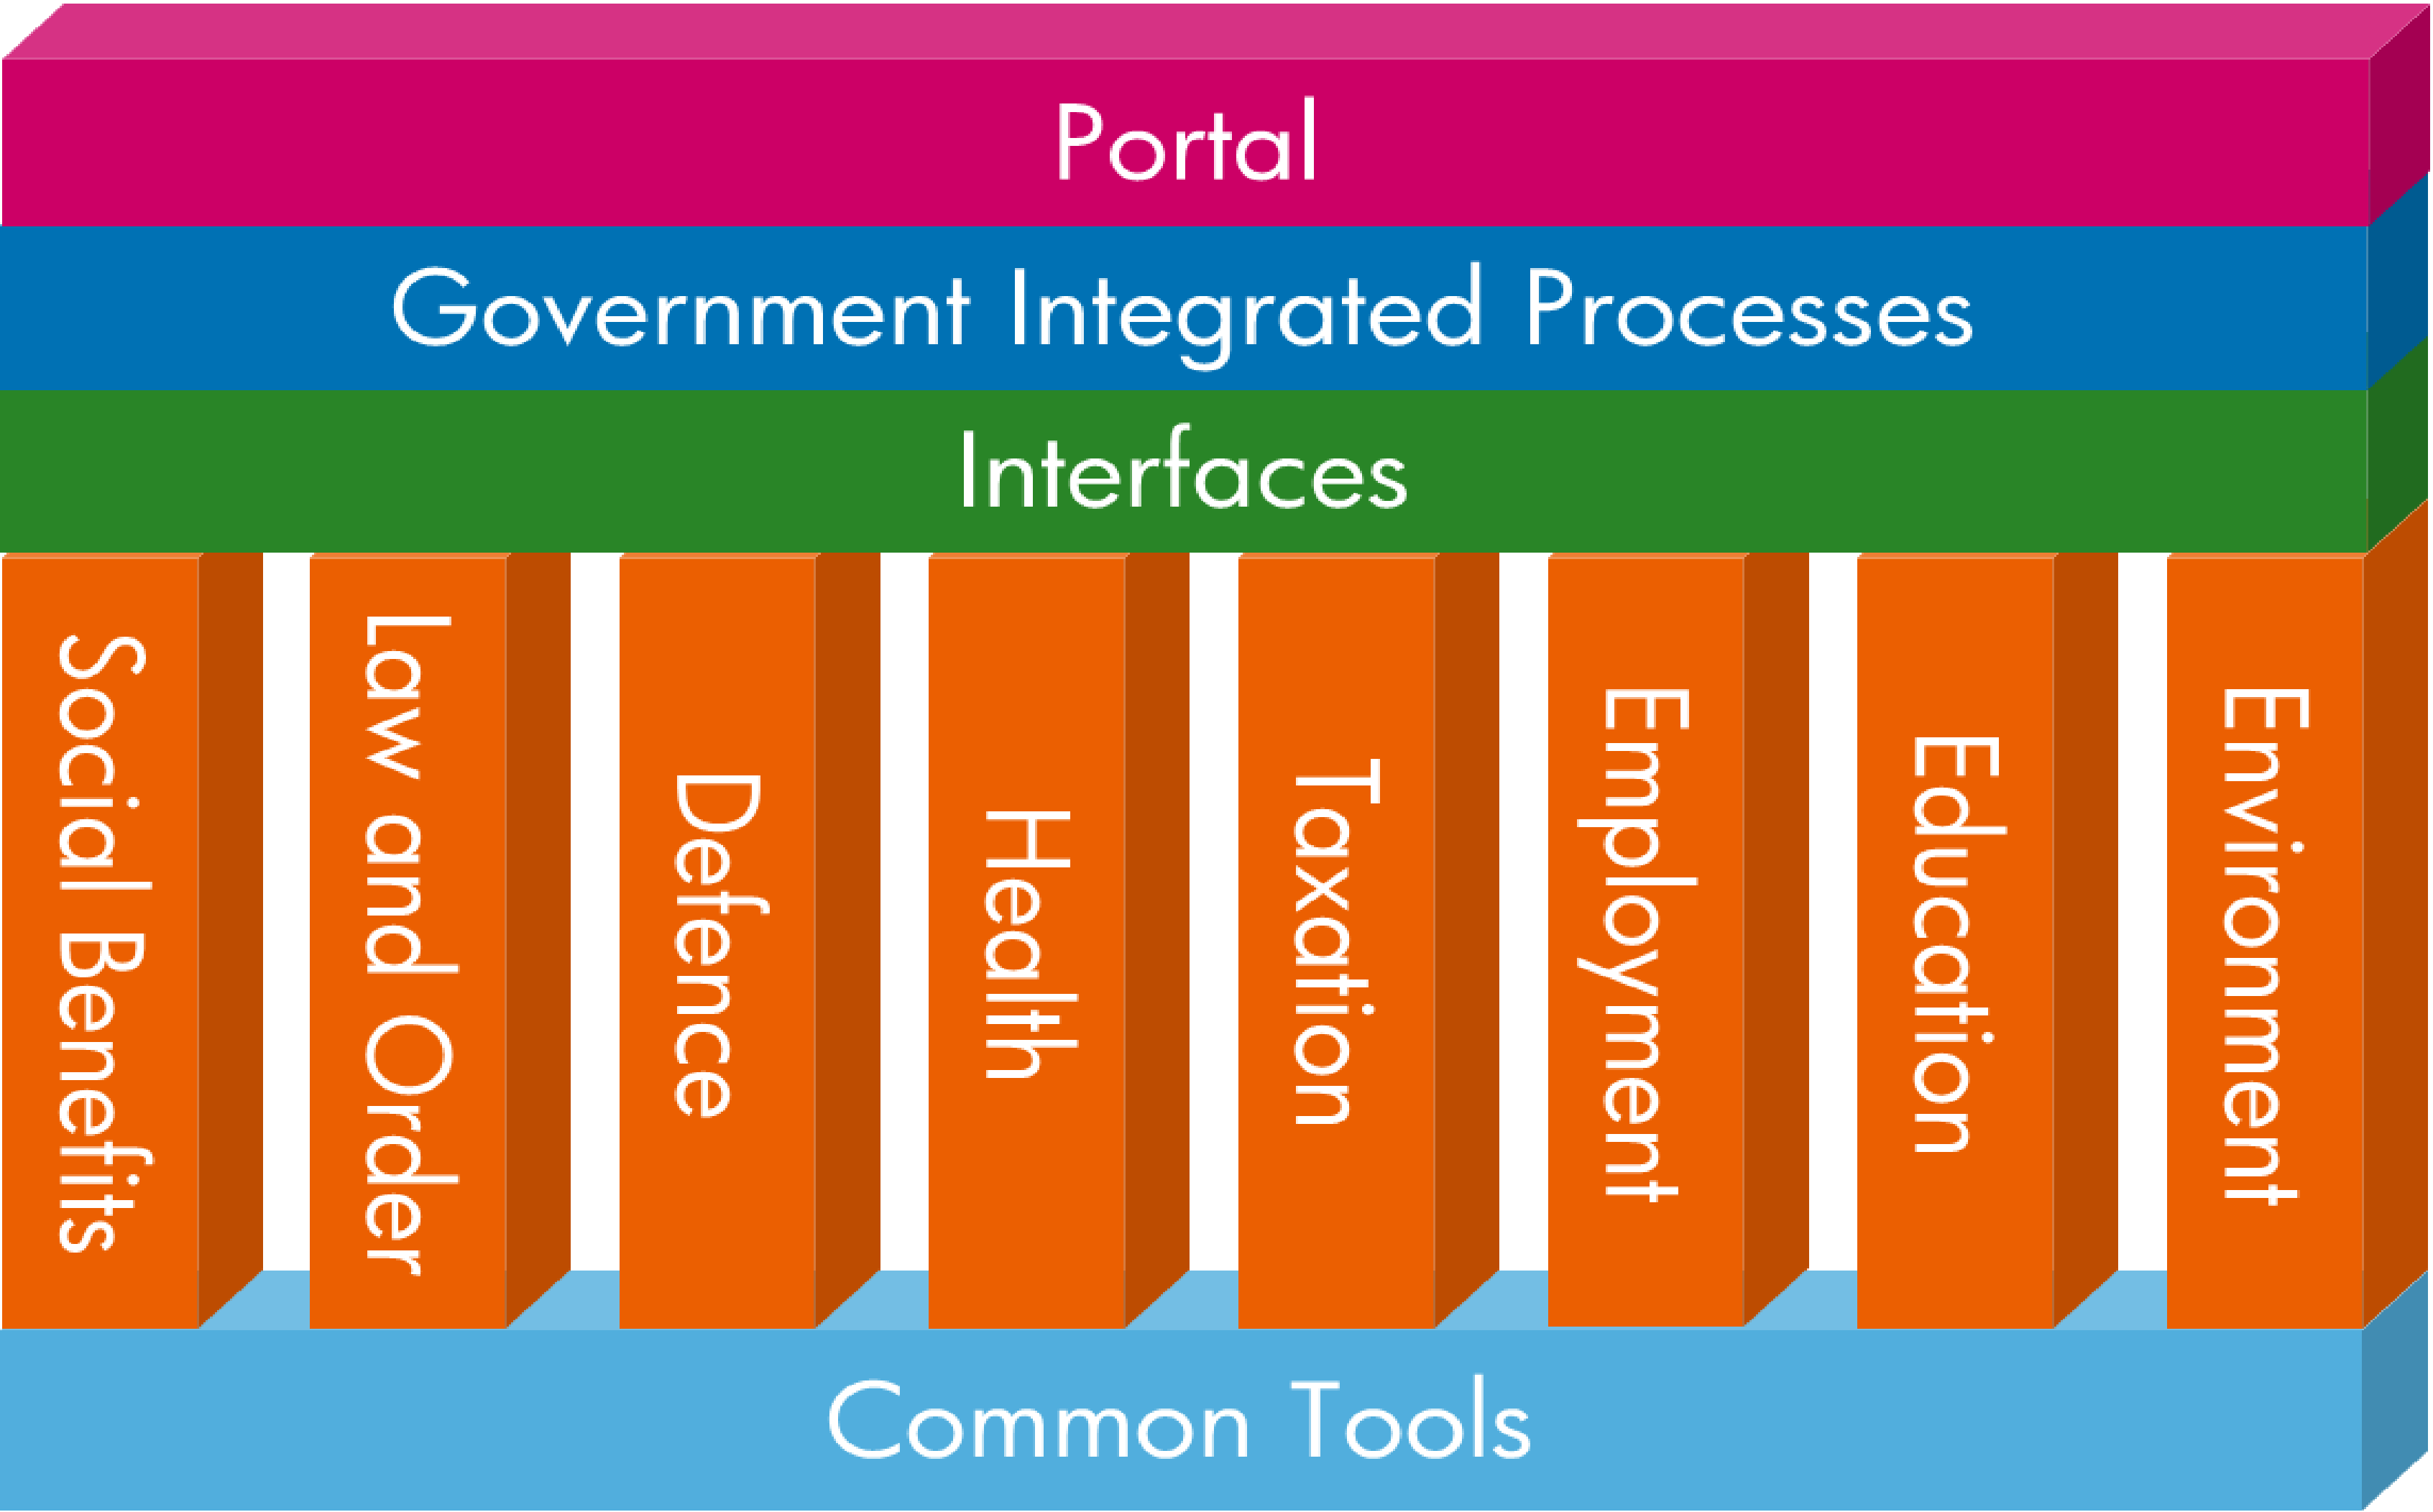 Portal
Government Integrated Processes
Interfaces
Social Benefits
Law and Order
Defence
Health
Taxation
Employment
Education
Environment
Common Tools